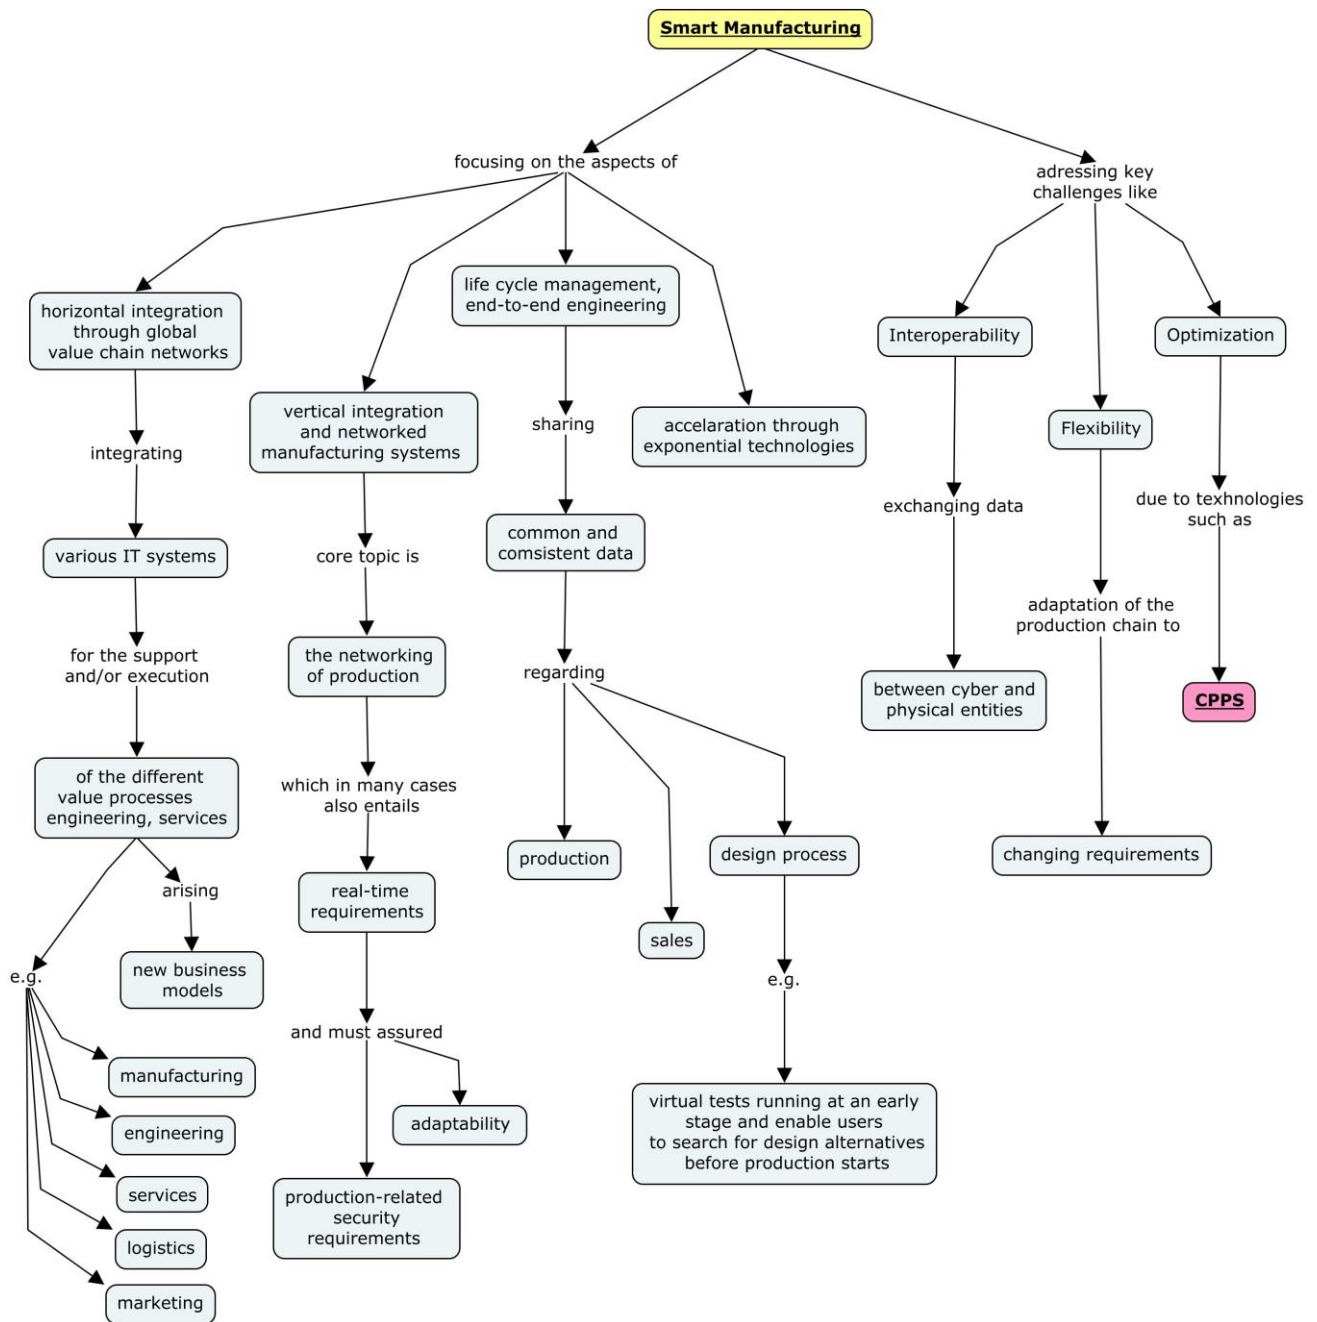 Smart Manufacturing
focusing on the aspects of
adressing key
challenges like
horizontal integration
through global
value chain networks
life cycle management,
end-to-end engineering
vertical integration
and networked
manufacturing systems
accelaration through
exponential technologies
Interoperability
Flexibility
Optimization
integrating
various IT systems
for the support
and/or execution
of the different
value processes
engineering, services
arising
new business
models
e.g.
manufacturing
engineering
services
logistics
marketing
core topic is
the networking
of production
which in many cases
also entails
real-time
requirements
and must assured
adaptability
production-related
security
requirements
sharing
common and
comsistent data
regarding
production
sales
design process
e.g.
virtual tests running at an early
stage and enable users
to search for design alternatives
before production starts
exchanging data
between cyber and
physical entities
adaptation of the
production chain to
changing requirements
due to texhnologies
such as
CPPS